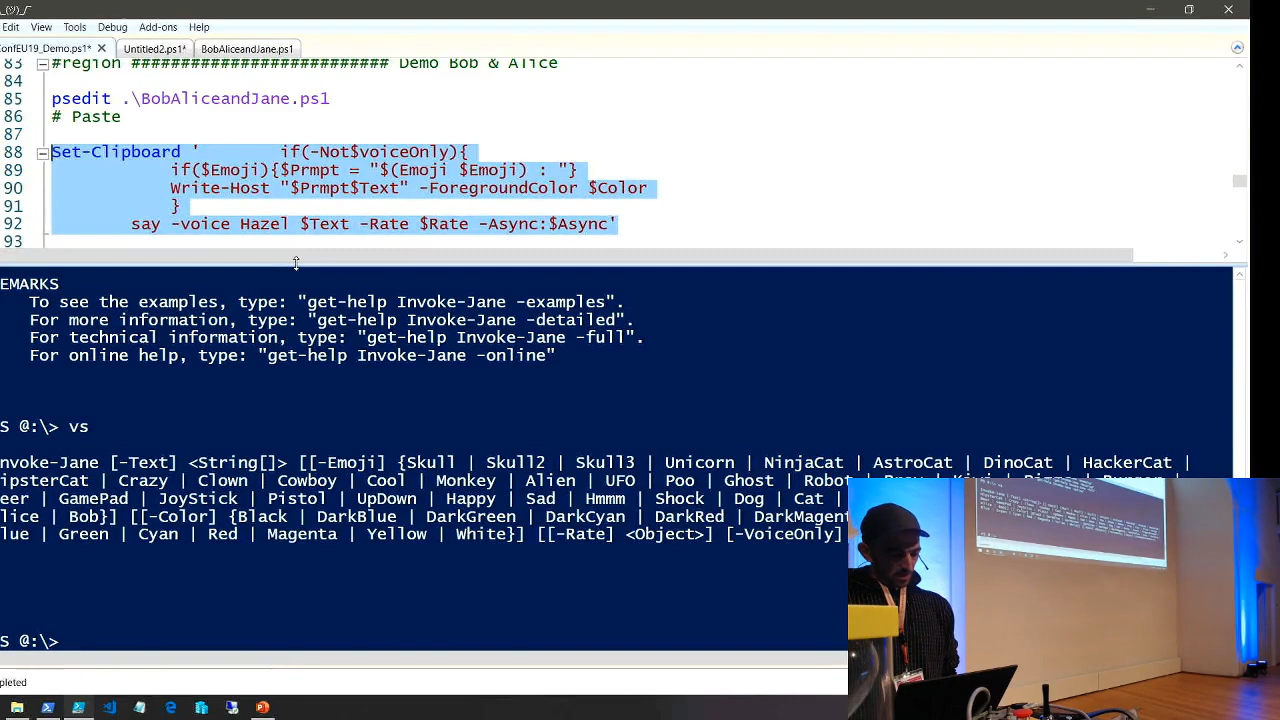 _(ツ)_/
Edit View Tools Debug Add-ons Help
onfEU19_Demo.ps1* Untitled2.ps1* BobAliceandJane.ps1
83 #region ########################## Demo Bob & Alice
84
85 psedit .\BobAliceandJane.ps1
86 # Paste
87
88 Set-Clipboard ' if(-Not$voiceOnly){
89 if($Emoji){$Prmpt = "$(Emoji $Emoji) : "}
90 Write-Host "$Prmpt$Text" -ForegroundColor $Color
91 }
92 say -voice Hazel $Text -Rate $Rate -Async:$Async'
93
EMARKS
To see the examples, type: "get-help Invoke-Jane -examples".
For more information, type: "get-help Invoke-Jane -detailed".
For technical information, type: "get-help Invoke-Jane -full".
For online help, type: "get-help Invoke-Jane -online"
S @:\> vs
nvoke-Jane [-Text] <String[]> [[-Emoji] {Skull | Skull2 | Skull3 | Unicorn | NinjaCat | AstroCat | DinoCat | HackerCat |
ipsterCat | Crazy | Clown | Cowboy | Cool | Monkey | Alien | UFO | Poo | Ghost | Robot
eer | GamePad | JoyStick | Pistol | UpDown | Happy | Sad | Hmmm | Shock | Dog | Cat |
lice | Bob}] [[-Color] {Black | DarkBlue | DarkGreen | DarkCyan | DarkRed | DarkMagent
lue | Green | Cyan | Red | Magenta | Yellow | White}] [[-Rate] <Object>] [-VoiceOnly]
S @:\>
pleted